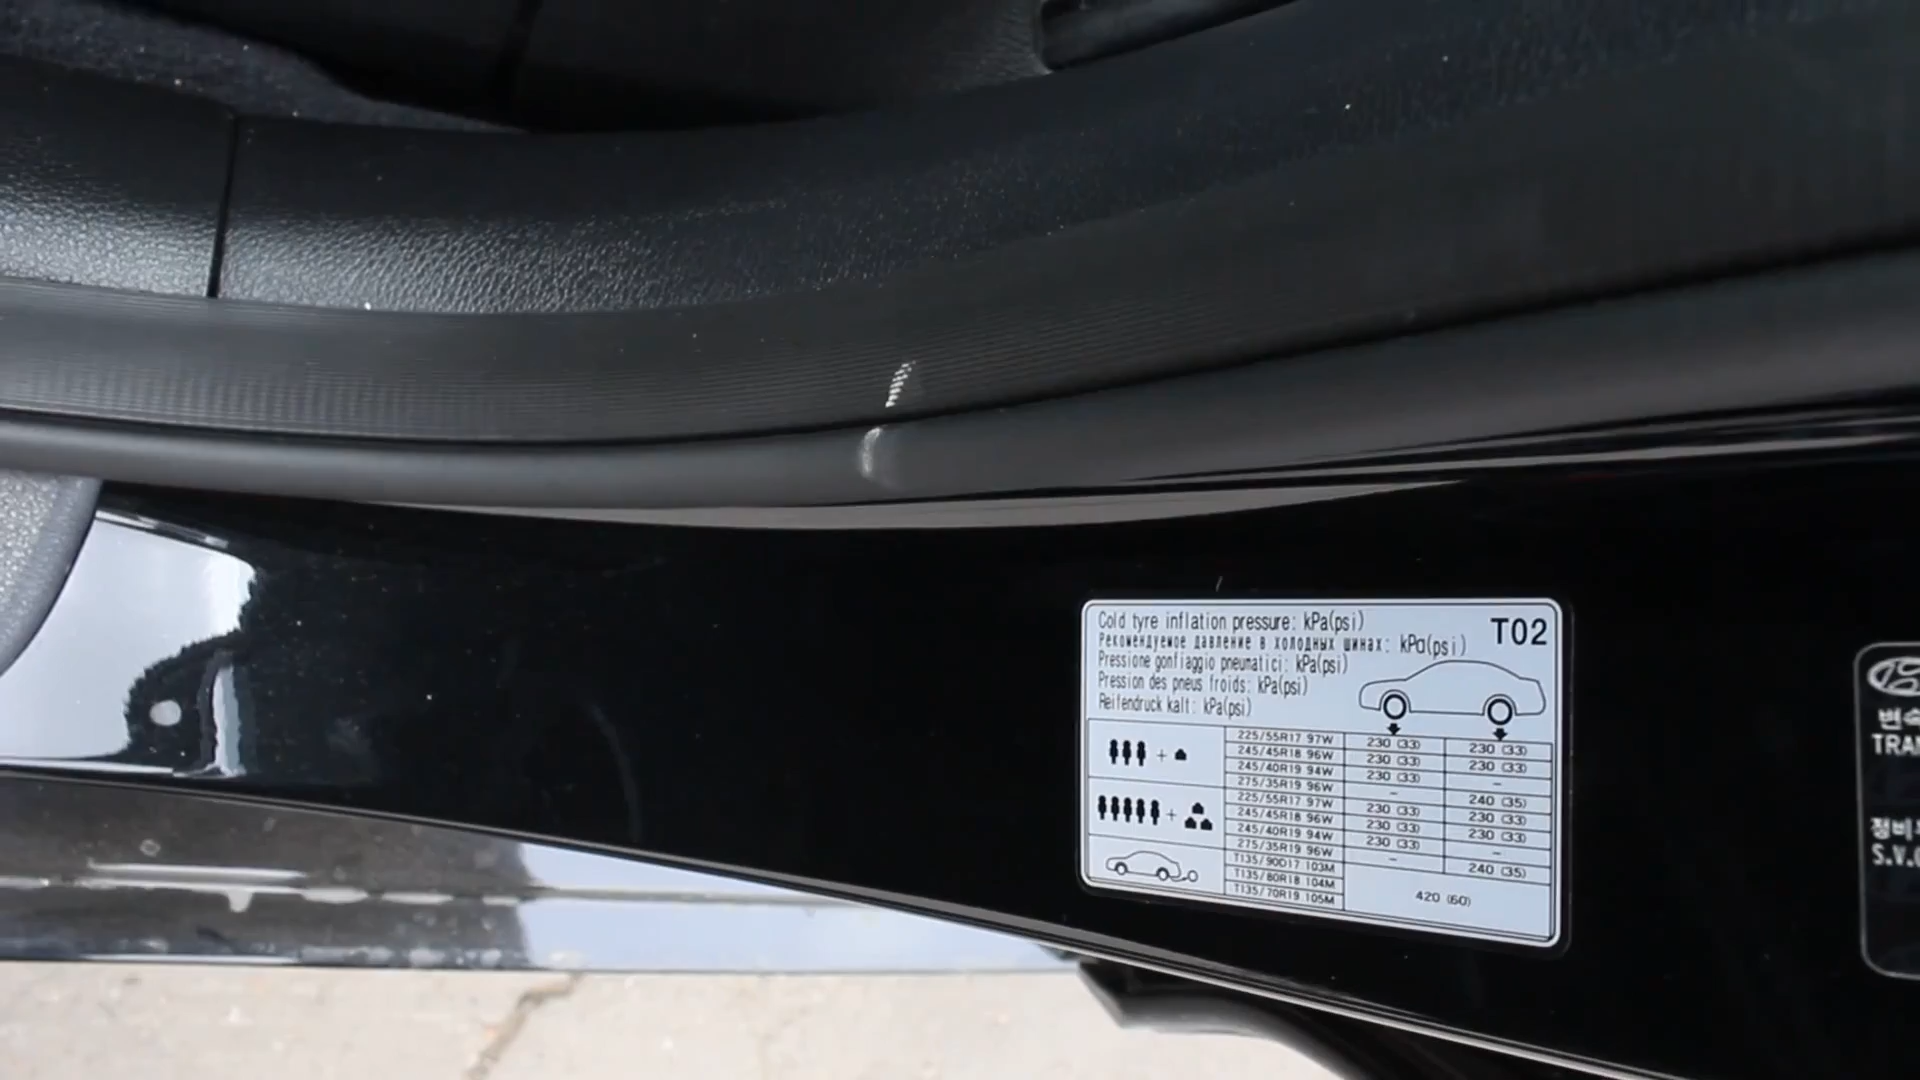 Cold tyre inflation pressure: kPa(psi) T02
Рекомендуемое давление в холодных шинах: kPa(psi)
Pressione gonfiaggio pneumatici: kPa(psi)
Pression des pneus froids: kPa(psi)
Reifendruck kalt: kPa(psi)
225/55R17 97W 230 (33) 230 (33)
245/45R18 96W 230 (33) 230 (33)
245/40R19 94W 230 (33) -
275/35R19 96W - 240 (35)
+
225/55R17 97W 230 (33) 230 (33)
245/45R18 96W 230 (33) 230 (33)
245/40R19 94W 230 (33) -
275/35R19 96W - 240 (35)
+
T135/90D17 103M
T135/80R18 104M 420 (60)
T135/70R19 105M
TRAN
정비
S.V.